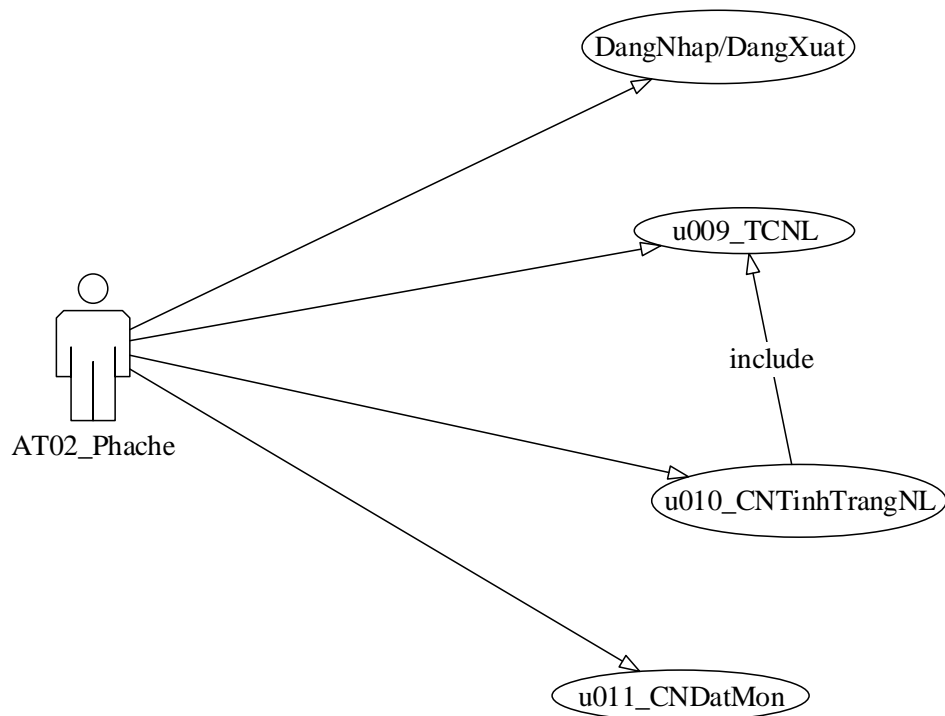 DangNhap/DangXuat
u009_TCNL
include
AT02_Phache
u010_CNTinhTrangNL
u011_CNDatMon